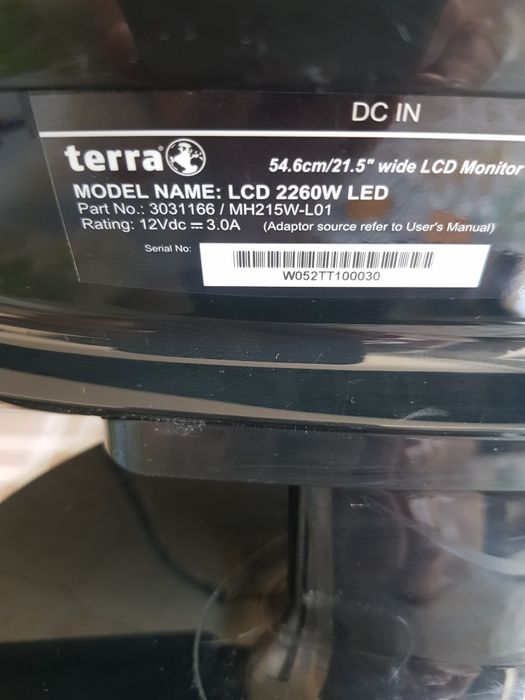 DC IN
terra
54.6cm/21.5" wide LCD Monitor
MODEL NAME: LCD 2260W LED
Part No.: 3031166 / MH215W-L01
Rating: 12Vdc ⎓ 3.0A (Adaptor source refer to User's Manual)
Serial No:
W052TT100030